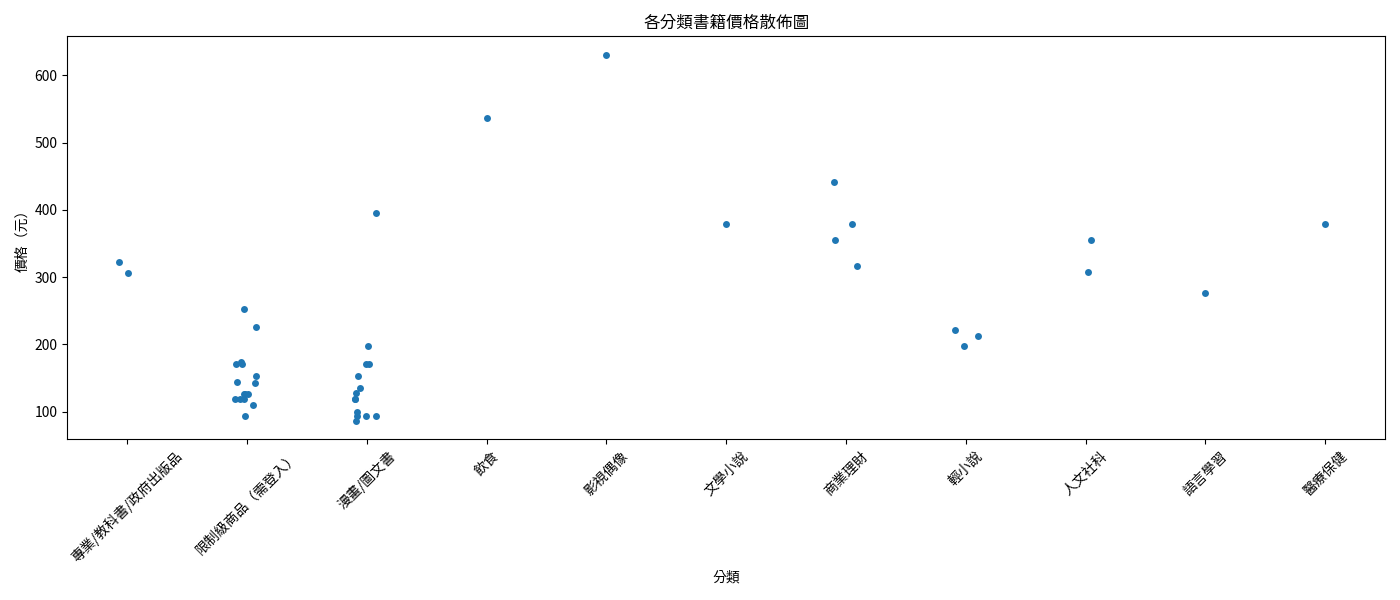 各分類書籍價格散佈圖
價格（元）
600
500
400
300
200
100
專業/教科書/政府出版品
限制級商品（需登入）
漫畫/圖文書
飲食
影視偶像
文學小說
商業理財
輕小說
人文社科
語言學習
醫療保健
分類